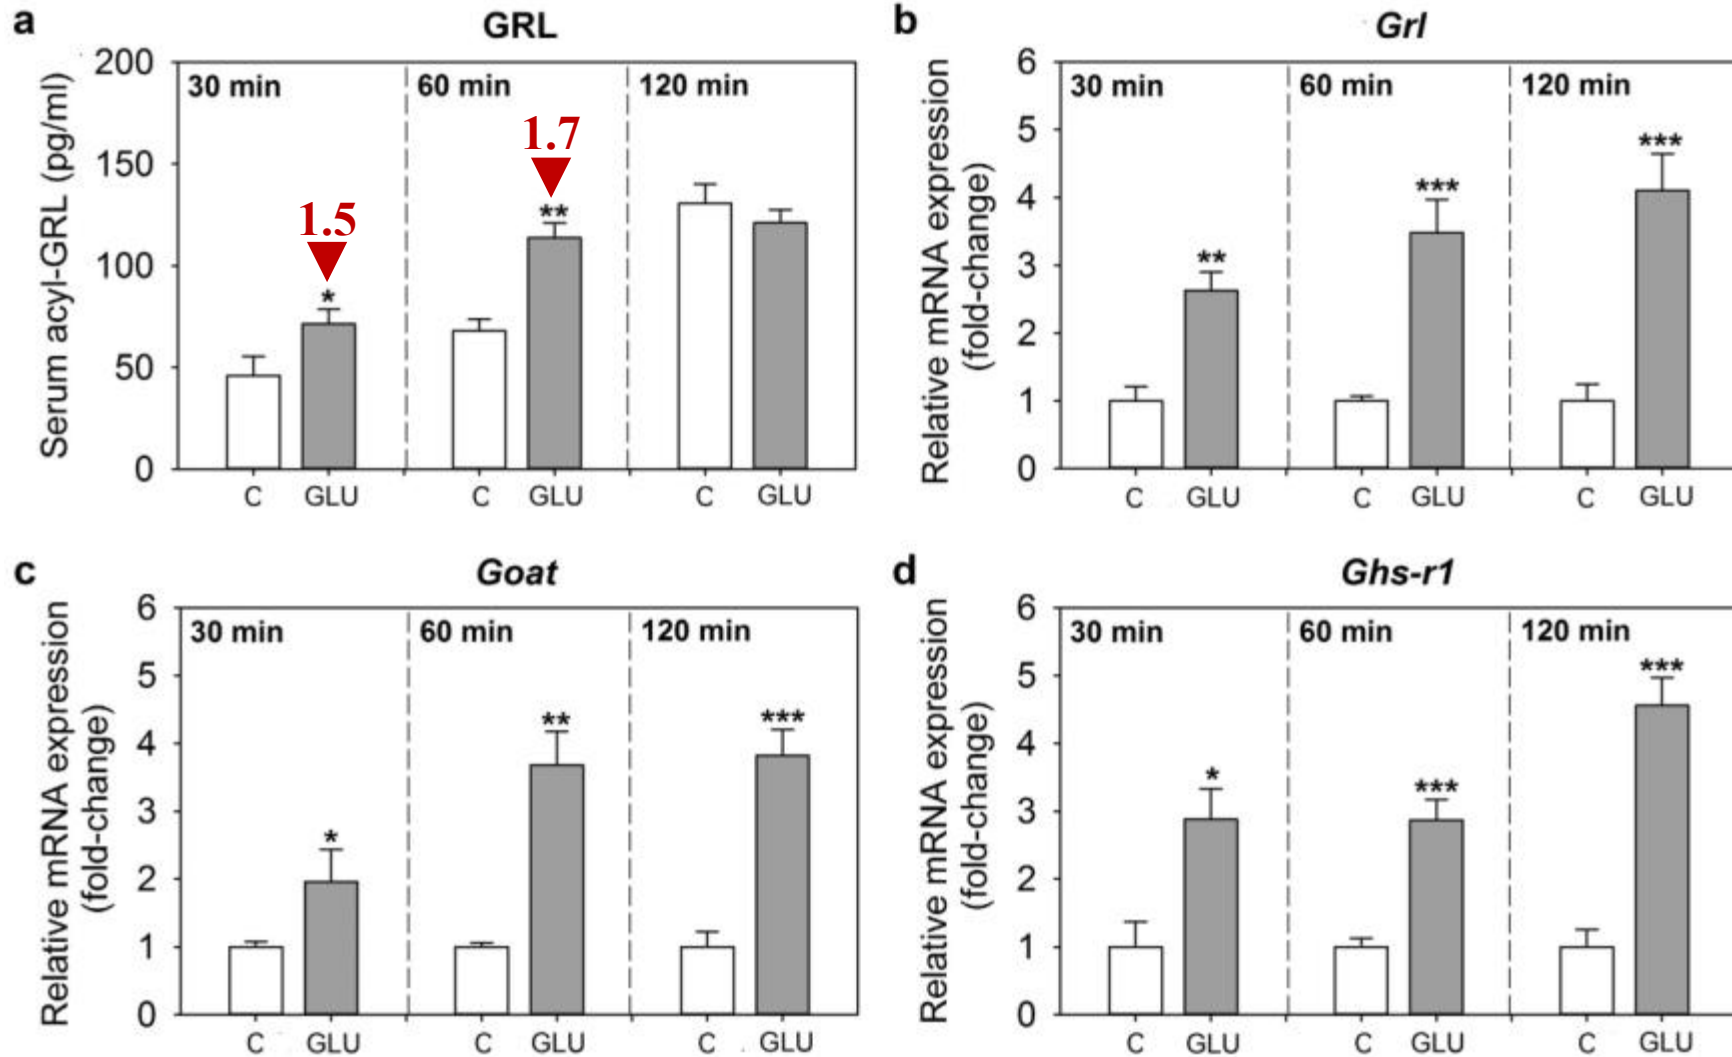 a
GRL
Serum acyl-GRL (pg/ml)
200
150
100
50
0
30 min
60 min
120 min
1.5
1.7
*
**
C GLU C GLU C GLU
b
Grl
Relative mRNA expression
(fold-change)
6
5
4
3
2
1
0
30 min
60 min
120 min
**
***
***
C GLU C GLU C GLU
c
Goat
Relative mRNA expression
(fold-change)
6
5
4
3
2
1
0
30 min
60 min
120 min
*
**
***
C GLU C GLU C GLU
d
Ghs-r1
Relative mRNA expression
(fold-change)
6
5
4
3
2
1
0
30 min
60 min
120 min
*
***
***
C GLU C GLU C GLU